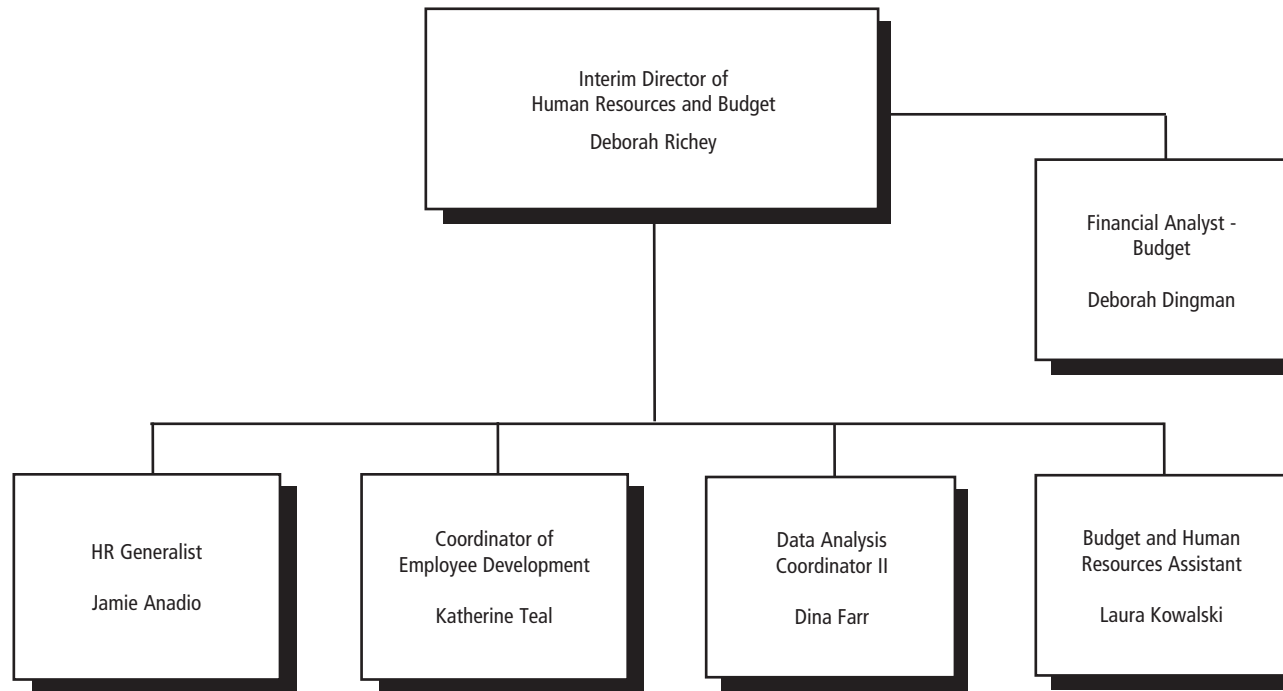 Interim Director of
Human Resources and Budget
Deborah Richey
Financial Analyst -
Budget
Deborah Dingman
HR Generalist
Jamie Anadio
Coordinator of
Employee Development
Katherine Teal
Data Analysis
Coordinator II
Dina Farr
Budget and Human
Resources Assistant
Laura Kowalski